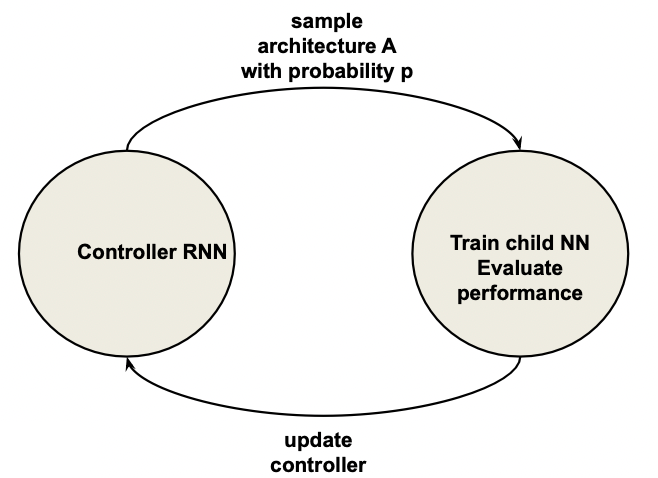 sample
architecture A
with probability p
Controller RNN
Train child NN
Evaluate
performance
update
controller